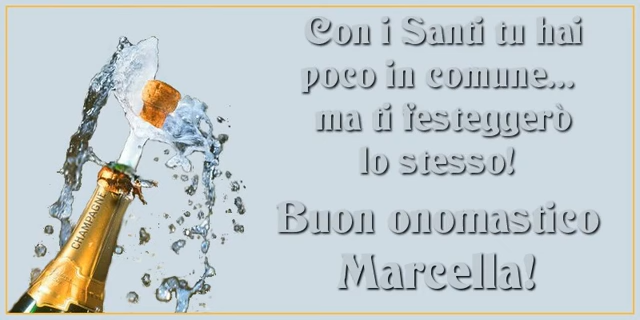 Con i Santi tu hai
poco in comune...
ma ti festeggerò
lo stesso!
Buon onomastico
Marcella!
CHAMPAGNE